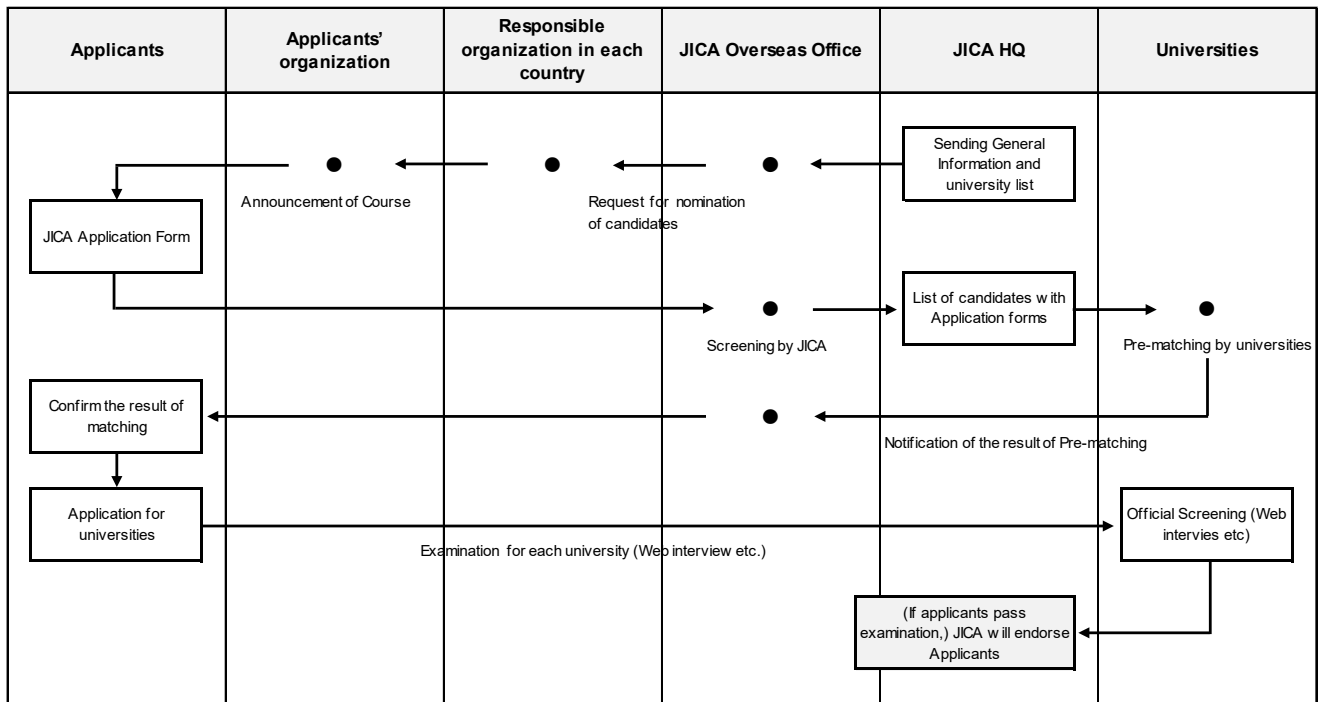 Applicants
Applicants’
organization
Responsible
organization in each
country
JICA Overseas Office
JICA HQ
Universities
Sending General
Information and
university list
Announcement of Course
Request for nomination
of candidates
JICA Application Form
List of candidates with
Application forms
Screening by JICA
Pre-matching by universities
Confirm the result of
matching
Notification of the result of Pre-matching
Application for
universities
Official Screening (Web
intervies etc)
Examination for each university (Web interview etc.)
(If applicants pass
examination,) JICA will endorse
Applicants